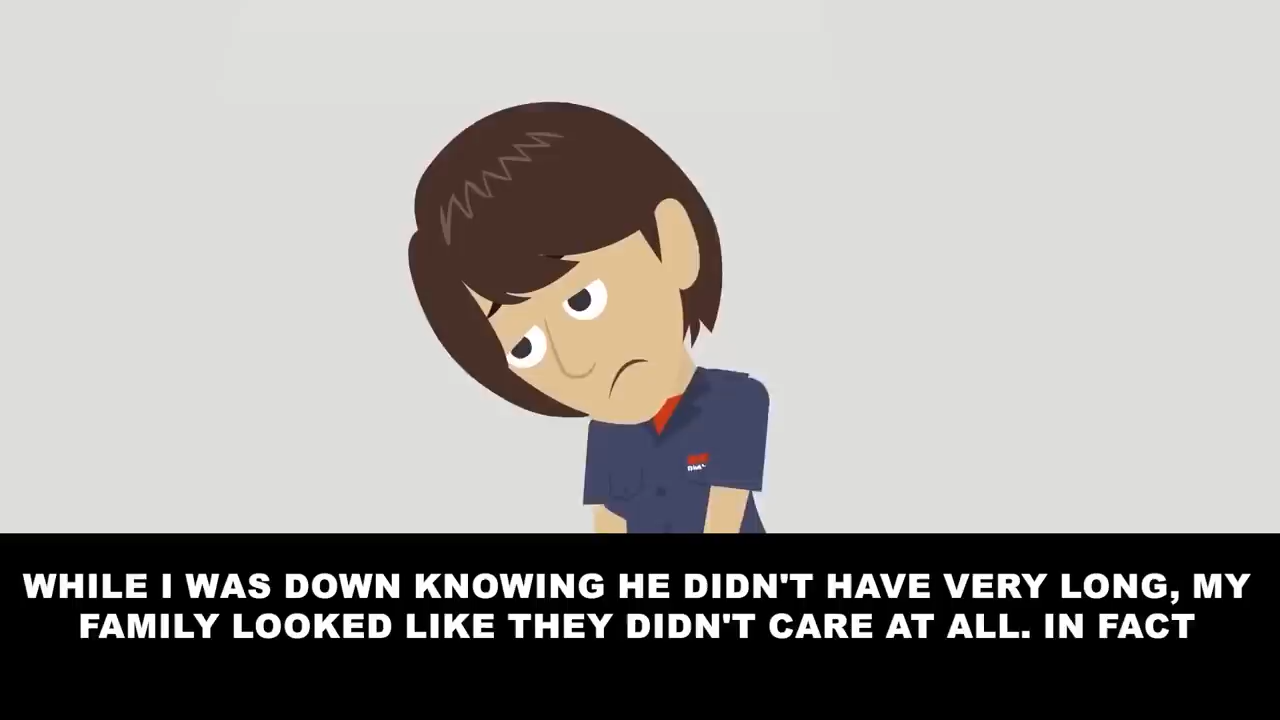 WHILE I WAS DOWN KNOWING HE DIDN'T HAVE VERY LONG, MY
FAMILY LOOKED LIKE THEY DIDN'T CARE AT ALL. IN FACT